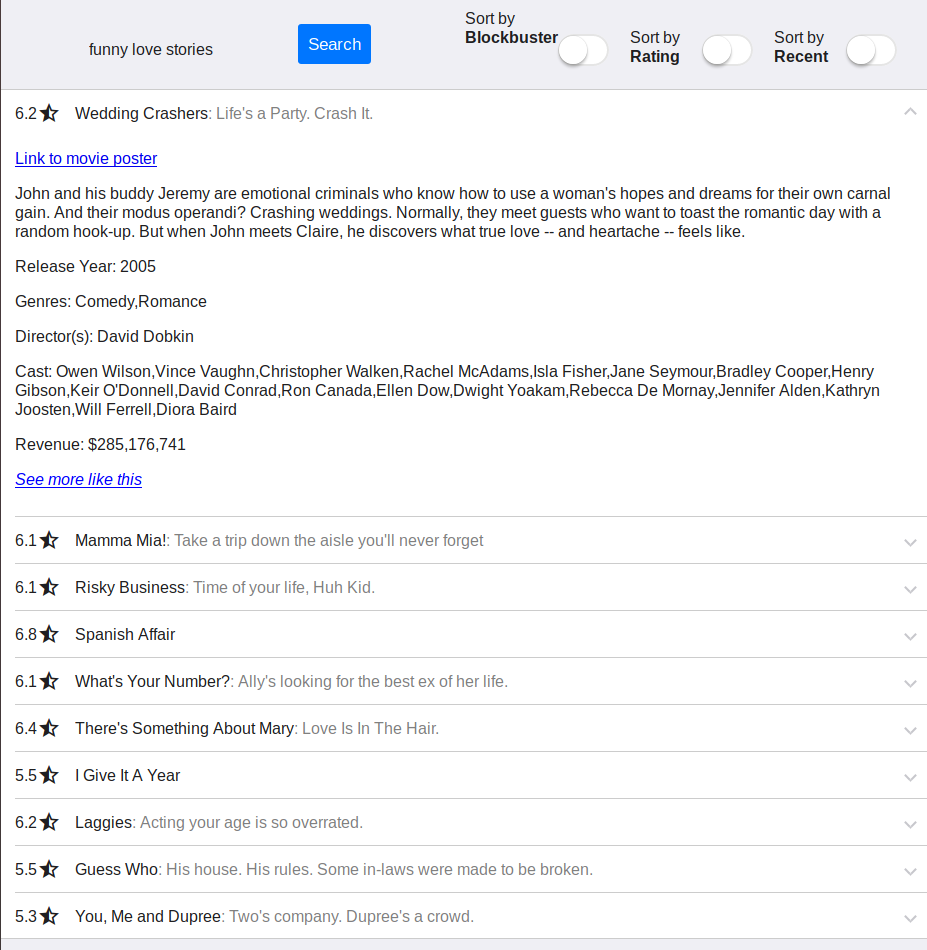 funny love stories
Search
Sort by
Blockbuster
Sort by
Rating
Sort by
Recent
6.2 Wedding Crashers: Life's a Party. Crash It.
Link to movie poster
John and his buddy Jeremy are emotional criminals who know how to use a woman's hopes and dreams for their own carnal
gain. And their modus operandi? Crashing weddings. Normally, they meet guests who want to toast the romantic day with a
random hook-up. But when John meets Claire, he discovers what true love -- and heartache -- feels like.
Release Year: 2005
Genres: Comedy,Romance
Director(s): David Dobkin
Cast: Owen Wilson,Vince Vaughn,Christopher Walken,Rachel McAdams,Isla Fisher,Jane Seymour,Bradley Cooper,Henry
Gibson,Keir O'Donnell,David Conrad,Ron Canada,Ellen Dow,Dwight Yoakam,Rebecca De Mornay,Jennifer Alden,Kathryn
Joosten,Will Ferrell,Diora Baird
Revenue: $285,176,741
See more like this
6.1 Mamma Mia!: Take a trip down the aisle you'll never forget
6.1 Risky Business: Time of your life, Huh Kid.
6.8 Spanish Affair
6.1 What's Your Number?: Ally's looking for the best ex of her life.
6.4 There's Something About Mary: Love Is In The Hair.
5.5 I Give It A Year
6.2 Laggies: Acting your age is so overrated.
5.5 Guess Who: His house. His rules. Some in-laws were made to be broken.
5.3 You, Me and Dupree: Two's company. Dupree's a crowd.